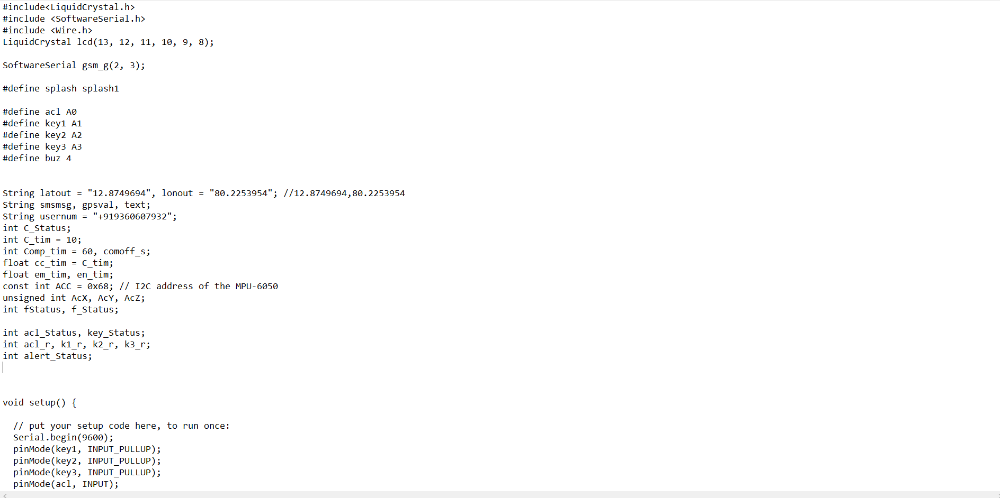 #include<LiquidCrystal.h>
#include <SoftwareSerial.h>
#include <Wire.h>
LiquidCrystal lcd(13, 12, 11, 10, 9, 8);
SoftwareSerial gsm_g(2, 3);
#define splash splash1
#define acl A0
#define key1 A1
#define key2 A2
#define key3 A3
#define buz 4
String latout = "12.8749694", lonout = "80.2253954"; //12.8749694,80.2253954
String smsmsg, gpsval, text;
String usernum = "+919360607932";
int C_Status;
int C_tim = 10;
int Comp_tim = 60, comoff_s;
float cc_tim = C_tim;
float em_tim, en_tim;
const int ACC = 0x68; // I2C address of the MPU-6050
unsigned int AcX, AcY, AcZ;
int fStatus, f_Status;
int acl_Status, key_Status;
int acl_r, k1_r, k2_r, k3_r;
int alert_Status;
void setup() {
  // put your setup code here, to run once:
  Serial.begin(9600);
  pinMode(key1, INPUT_PULLUP);
  pinMode(key2, INPUT_PULLUP);
  pinMode(key3, INPUT_PULLUP);
  pinMode(acl, INPUT);